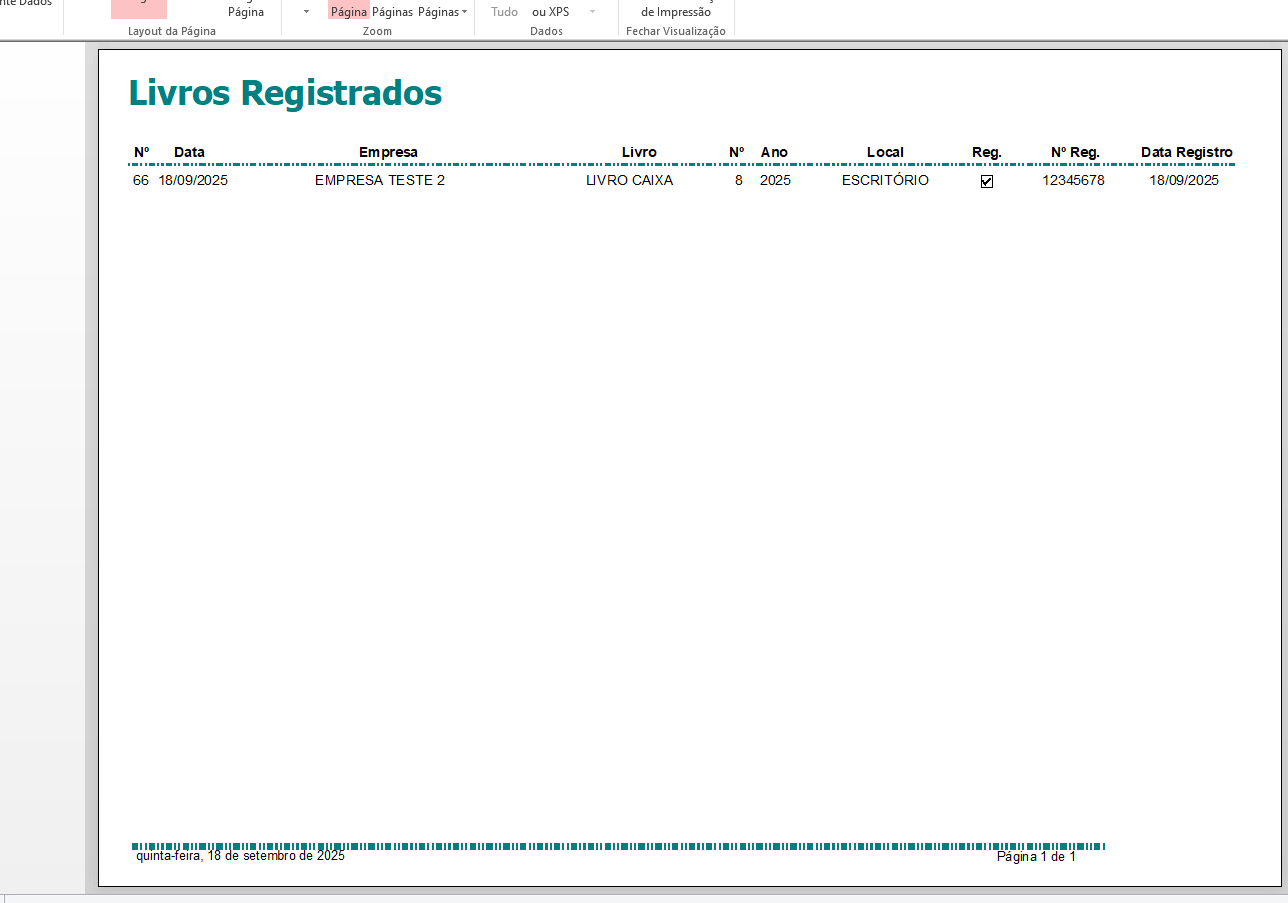 nte Dados
Página
Página Páginas Páginas
Tudo ou XPS
de Impressão
Layout da Página
Zoom
Dados
Fechar Visualização
Livros Registrados
Nº Data Empresa Livro Nº Ano Local Reg. Nº Reg. Data Registro
66 18/09/2025 EMPRESA TESTE 2 LIVRO CAIXA 8 2025 ESCRITÓRIO 12345678 18/09/2025
quinta-feira, 18 de setembro de 2025
Página 1 de 1